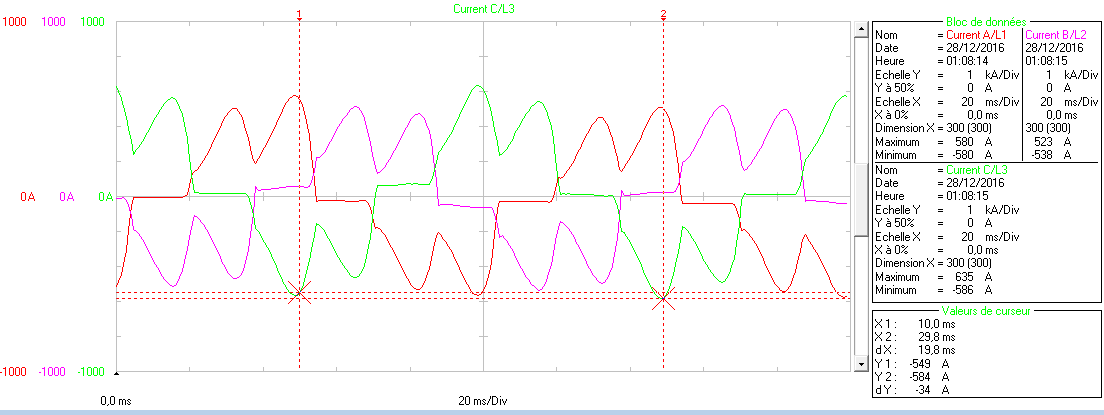 Current C/L3
1 2
1000 1000 1000
0A 0A 0A
-1000 -1000 -1000
0,0 ms 20 ms/Div
Bloc de données
Nom = Current A/L1 Current B/L2
Date = 28/12/2016 28/12/2016
Heure = 01:08:14 01:08:15
Echelle Y = 1 kA/Div 1 kA/Div
Y à 50% = 0 A 0 A
Echelle X = 20 ms/Div 20 ms/Div
X à 0% = 0,0 ms 0,0 ms
Dimension X = 300 (300) 300 (300)
Maximum = 580 A 523 A
Minimum = -580 A -538 A
Nom = Current C/L3
Date = 28/12/2016
Heure = 01:08:15
Echelle Y = 1 kA/Div
Y à 50% = 0 A
Echelle X = 20 ms/Div
X à 0% = 0,0 ms
Dimension X = 300 (300)
Maximum = 635 A
Minimum = -586 A
Valeurs de curseur
X 1 : 10,0 ms
X 2 : 29,8 ms
dX : 19,8 ms
Y 1 : -549 A
Y 2 : -584 A
dY : -34 A